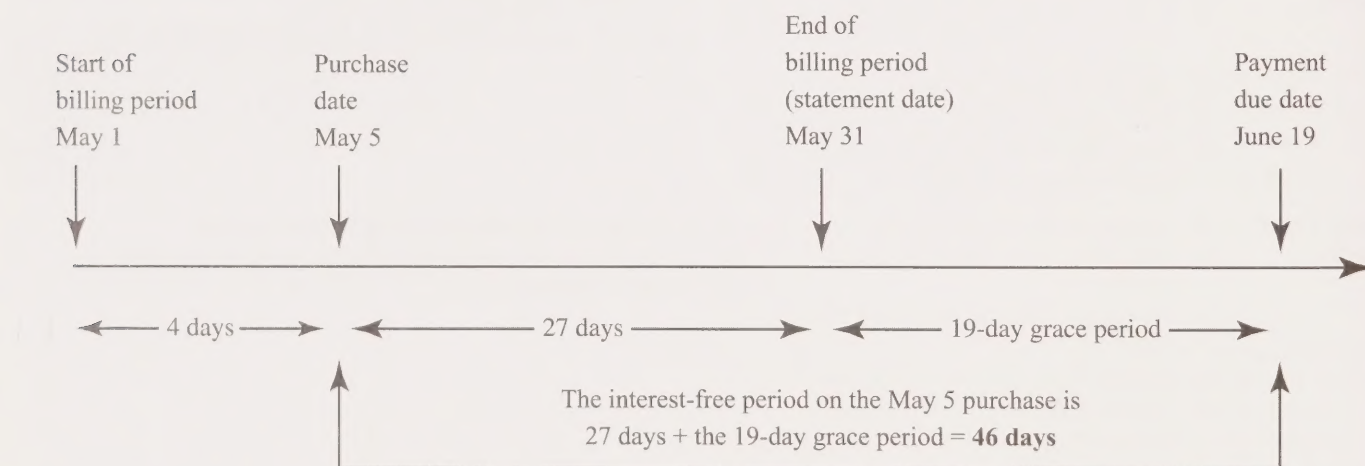 Start of
billing period
May 1
Purchase
date
May 5
End of
billing period
(statement date)
May 31
Payment
due date
June 19
4 days
27 days
19-day grace period
The interest-free period on the May 5 purchase is
27 days + the 19-day grace period = 46 days